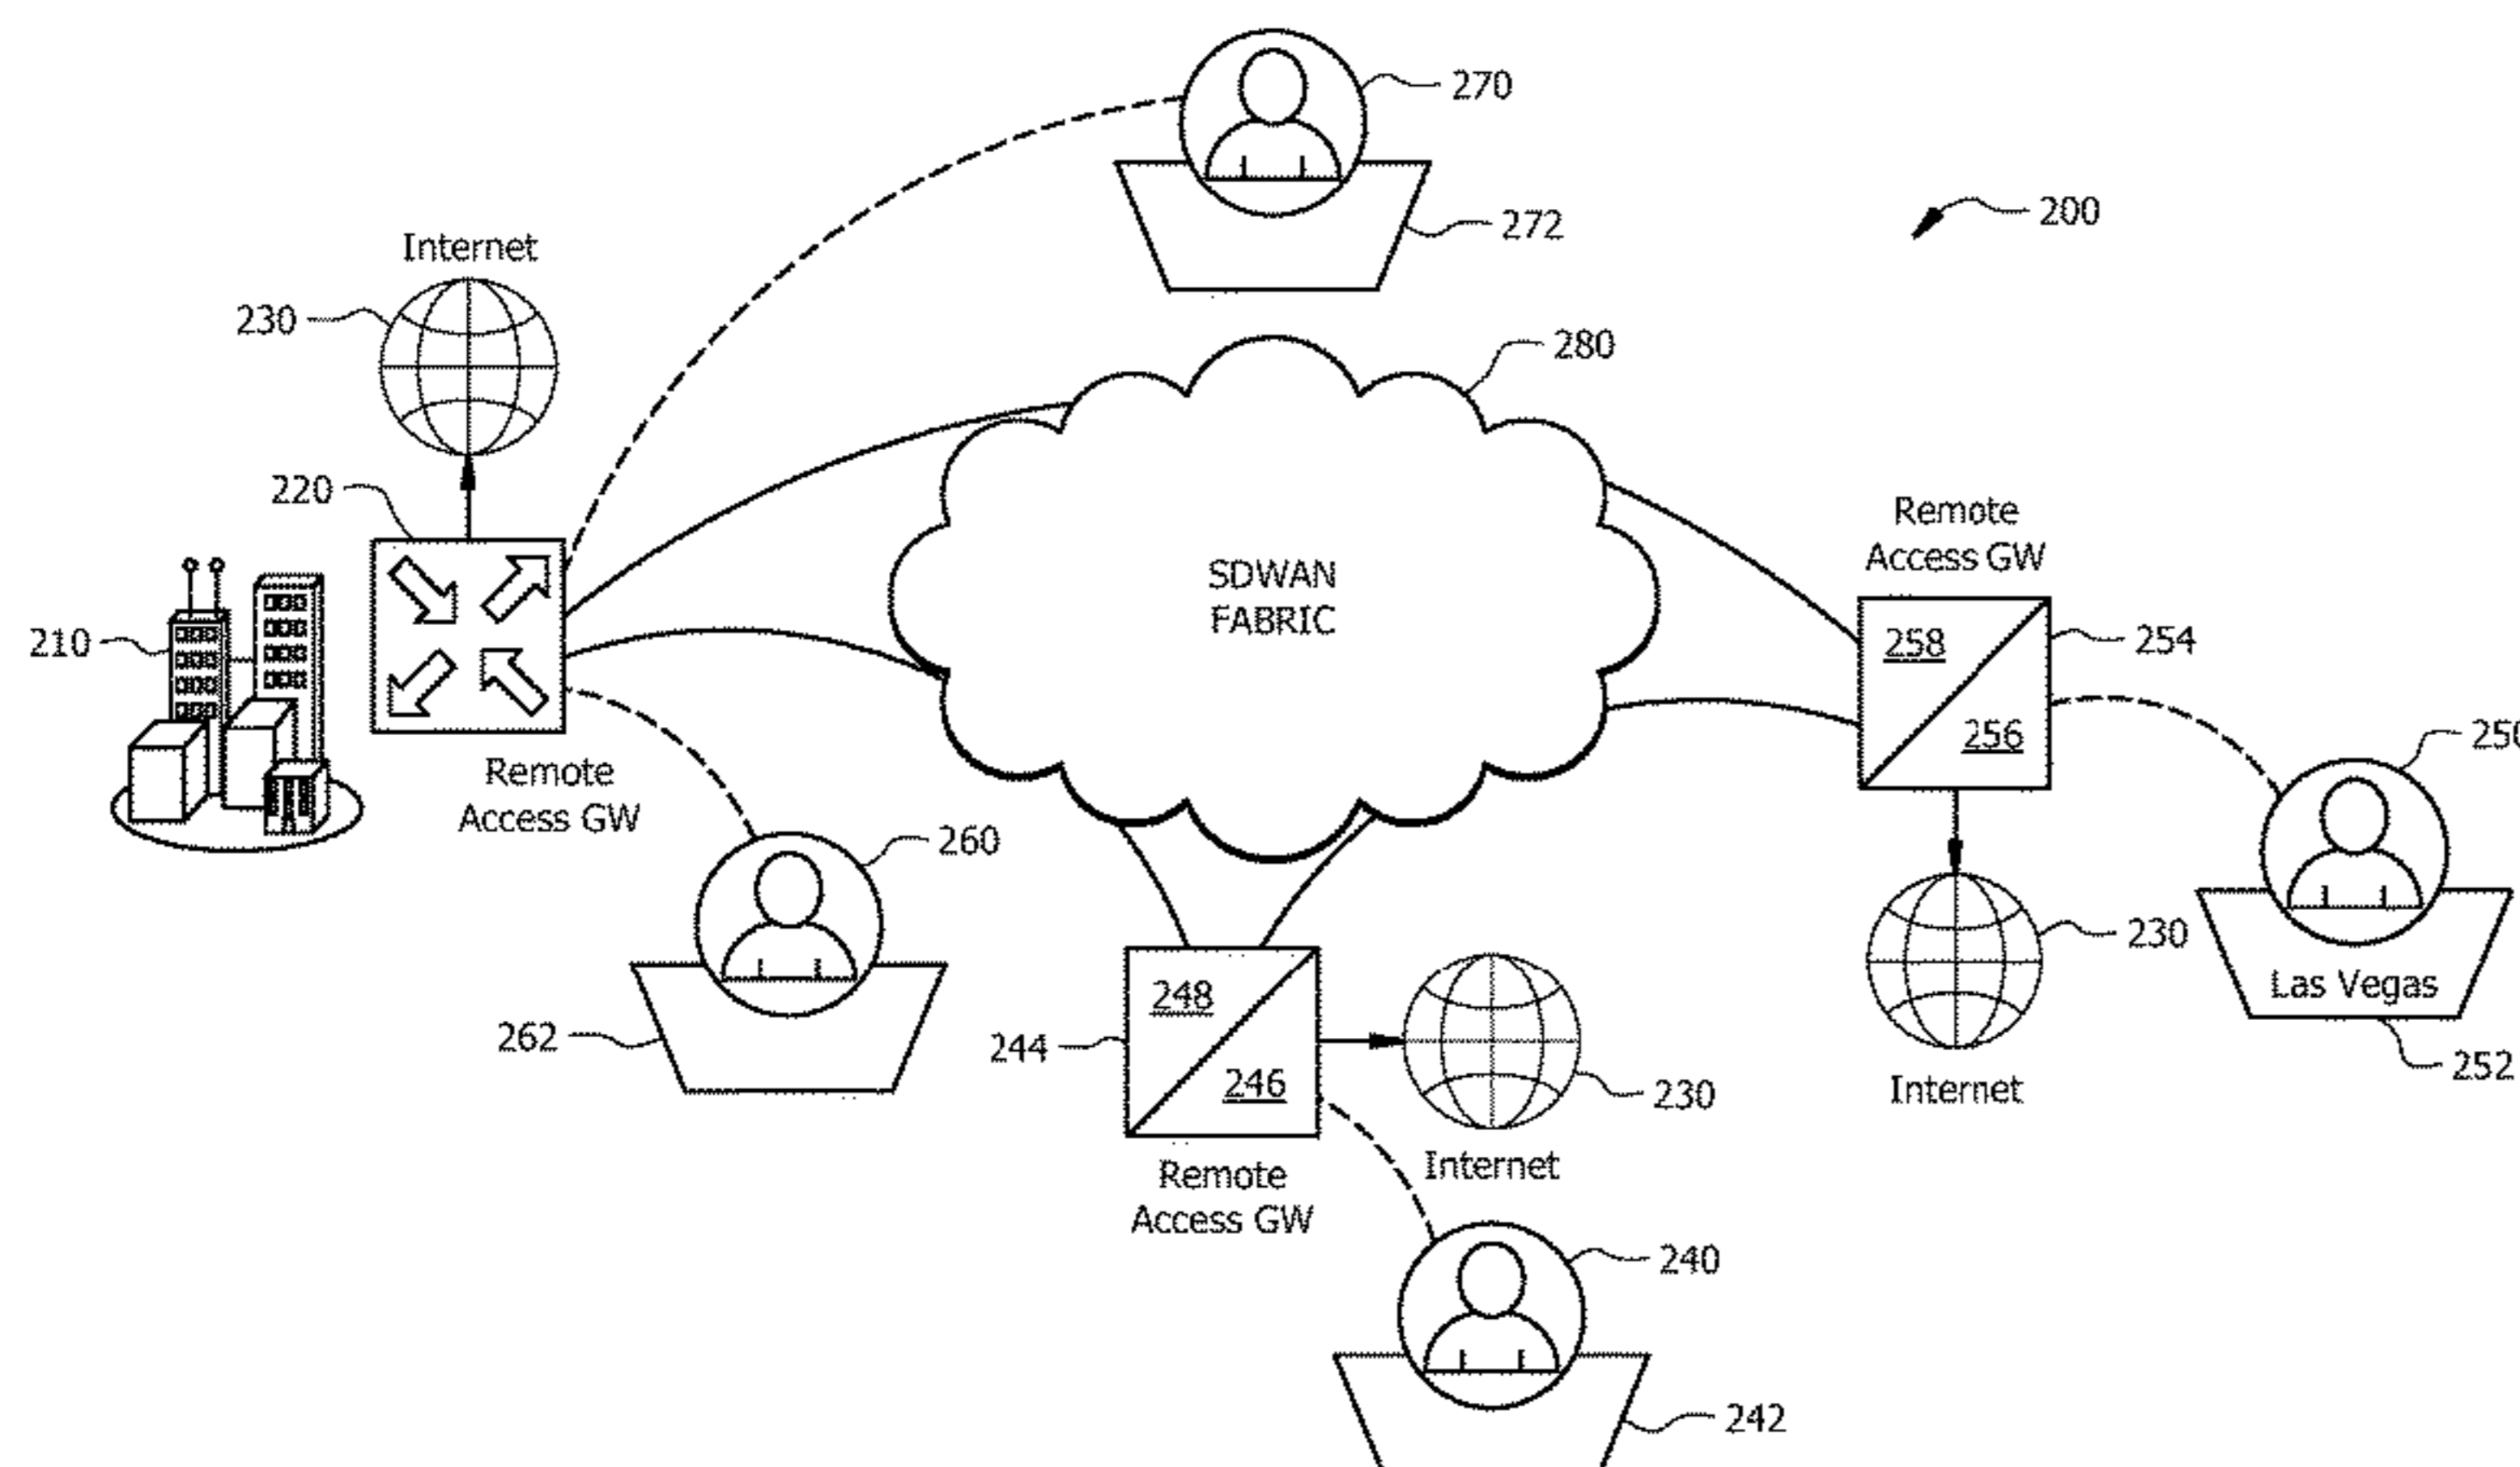 270
272
200
Internet
230
280
220
SDWAN
FABRIC
Remote
Access GW
210
258
254
256
Remote
Access GW
260
262
230
Las Vegas
252
Internet
248
244
246
230
Internet
Remote
Access GW
240
242